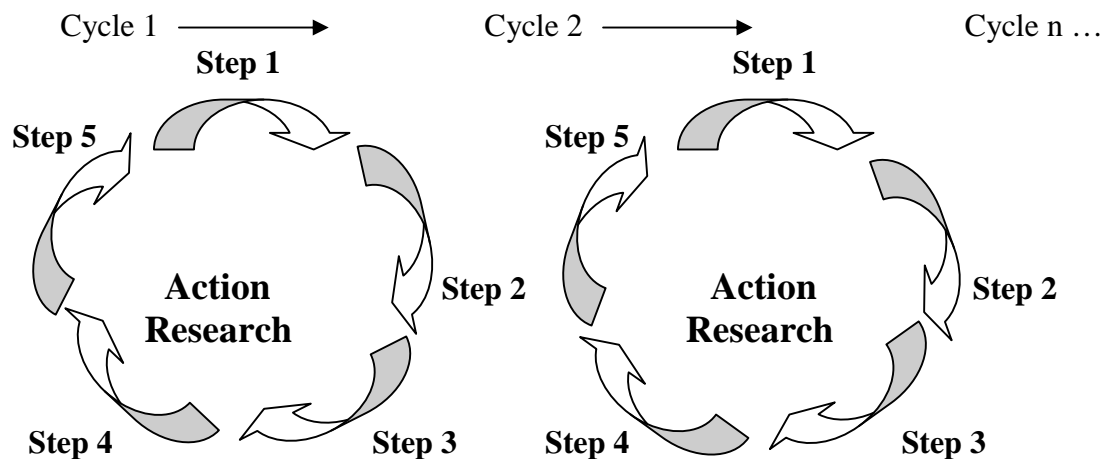 Cycle 1 Cycle 2 Cycle n …
Step 1 Step 1
Step 5 Step 5
Action Research Step 2 Action Research Step 2
Step 4 Step 3 Step 4 Step 3